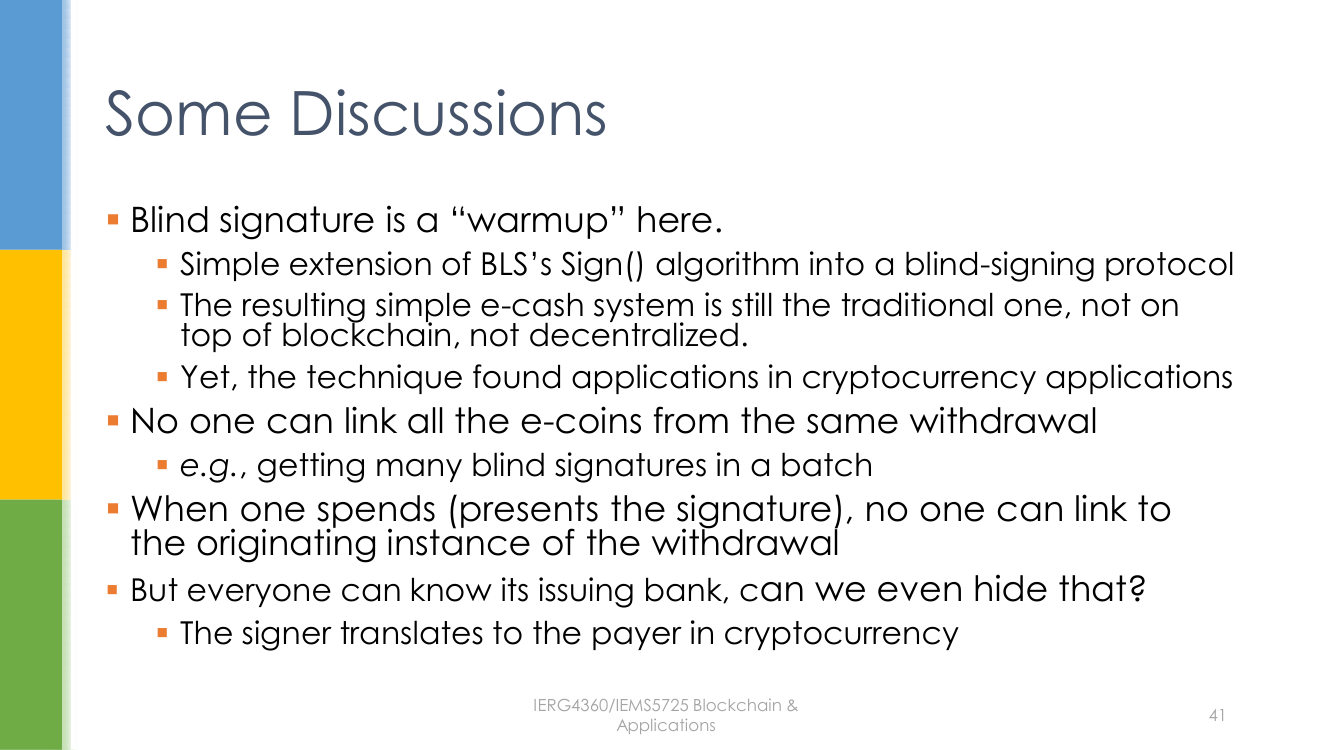 Some Discussions
Blind signature is a “warmup” here.
Simple extension of BLS’s Sign() algorithm into a blind-signing protocol
The resulting simple e-cash system is still the traditional one, not on
top of blockchain, not decentralized.
Yet, the technique found applications in cryptocurrency applications
No one can link all the e-coins from the same withdrawal
e.g., getting many blind signatures in a batch
When one spends (presents the signature), no one can link to
the originating instance of the withdrawal
But everyone can know its issuing bank, can we even hide that?
The signer translates to the payer in cryptocurrency
IERG4360/IEMS5725 Blockchain &
Applications
41